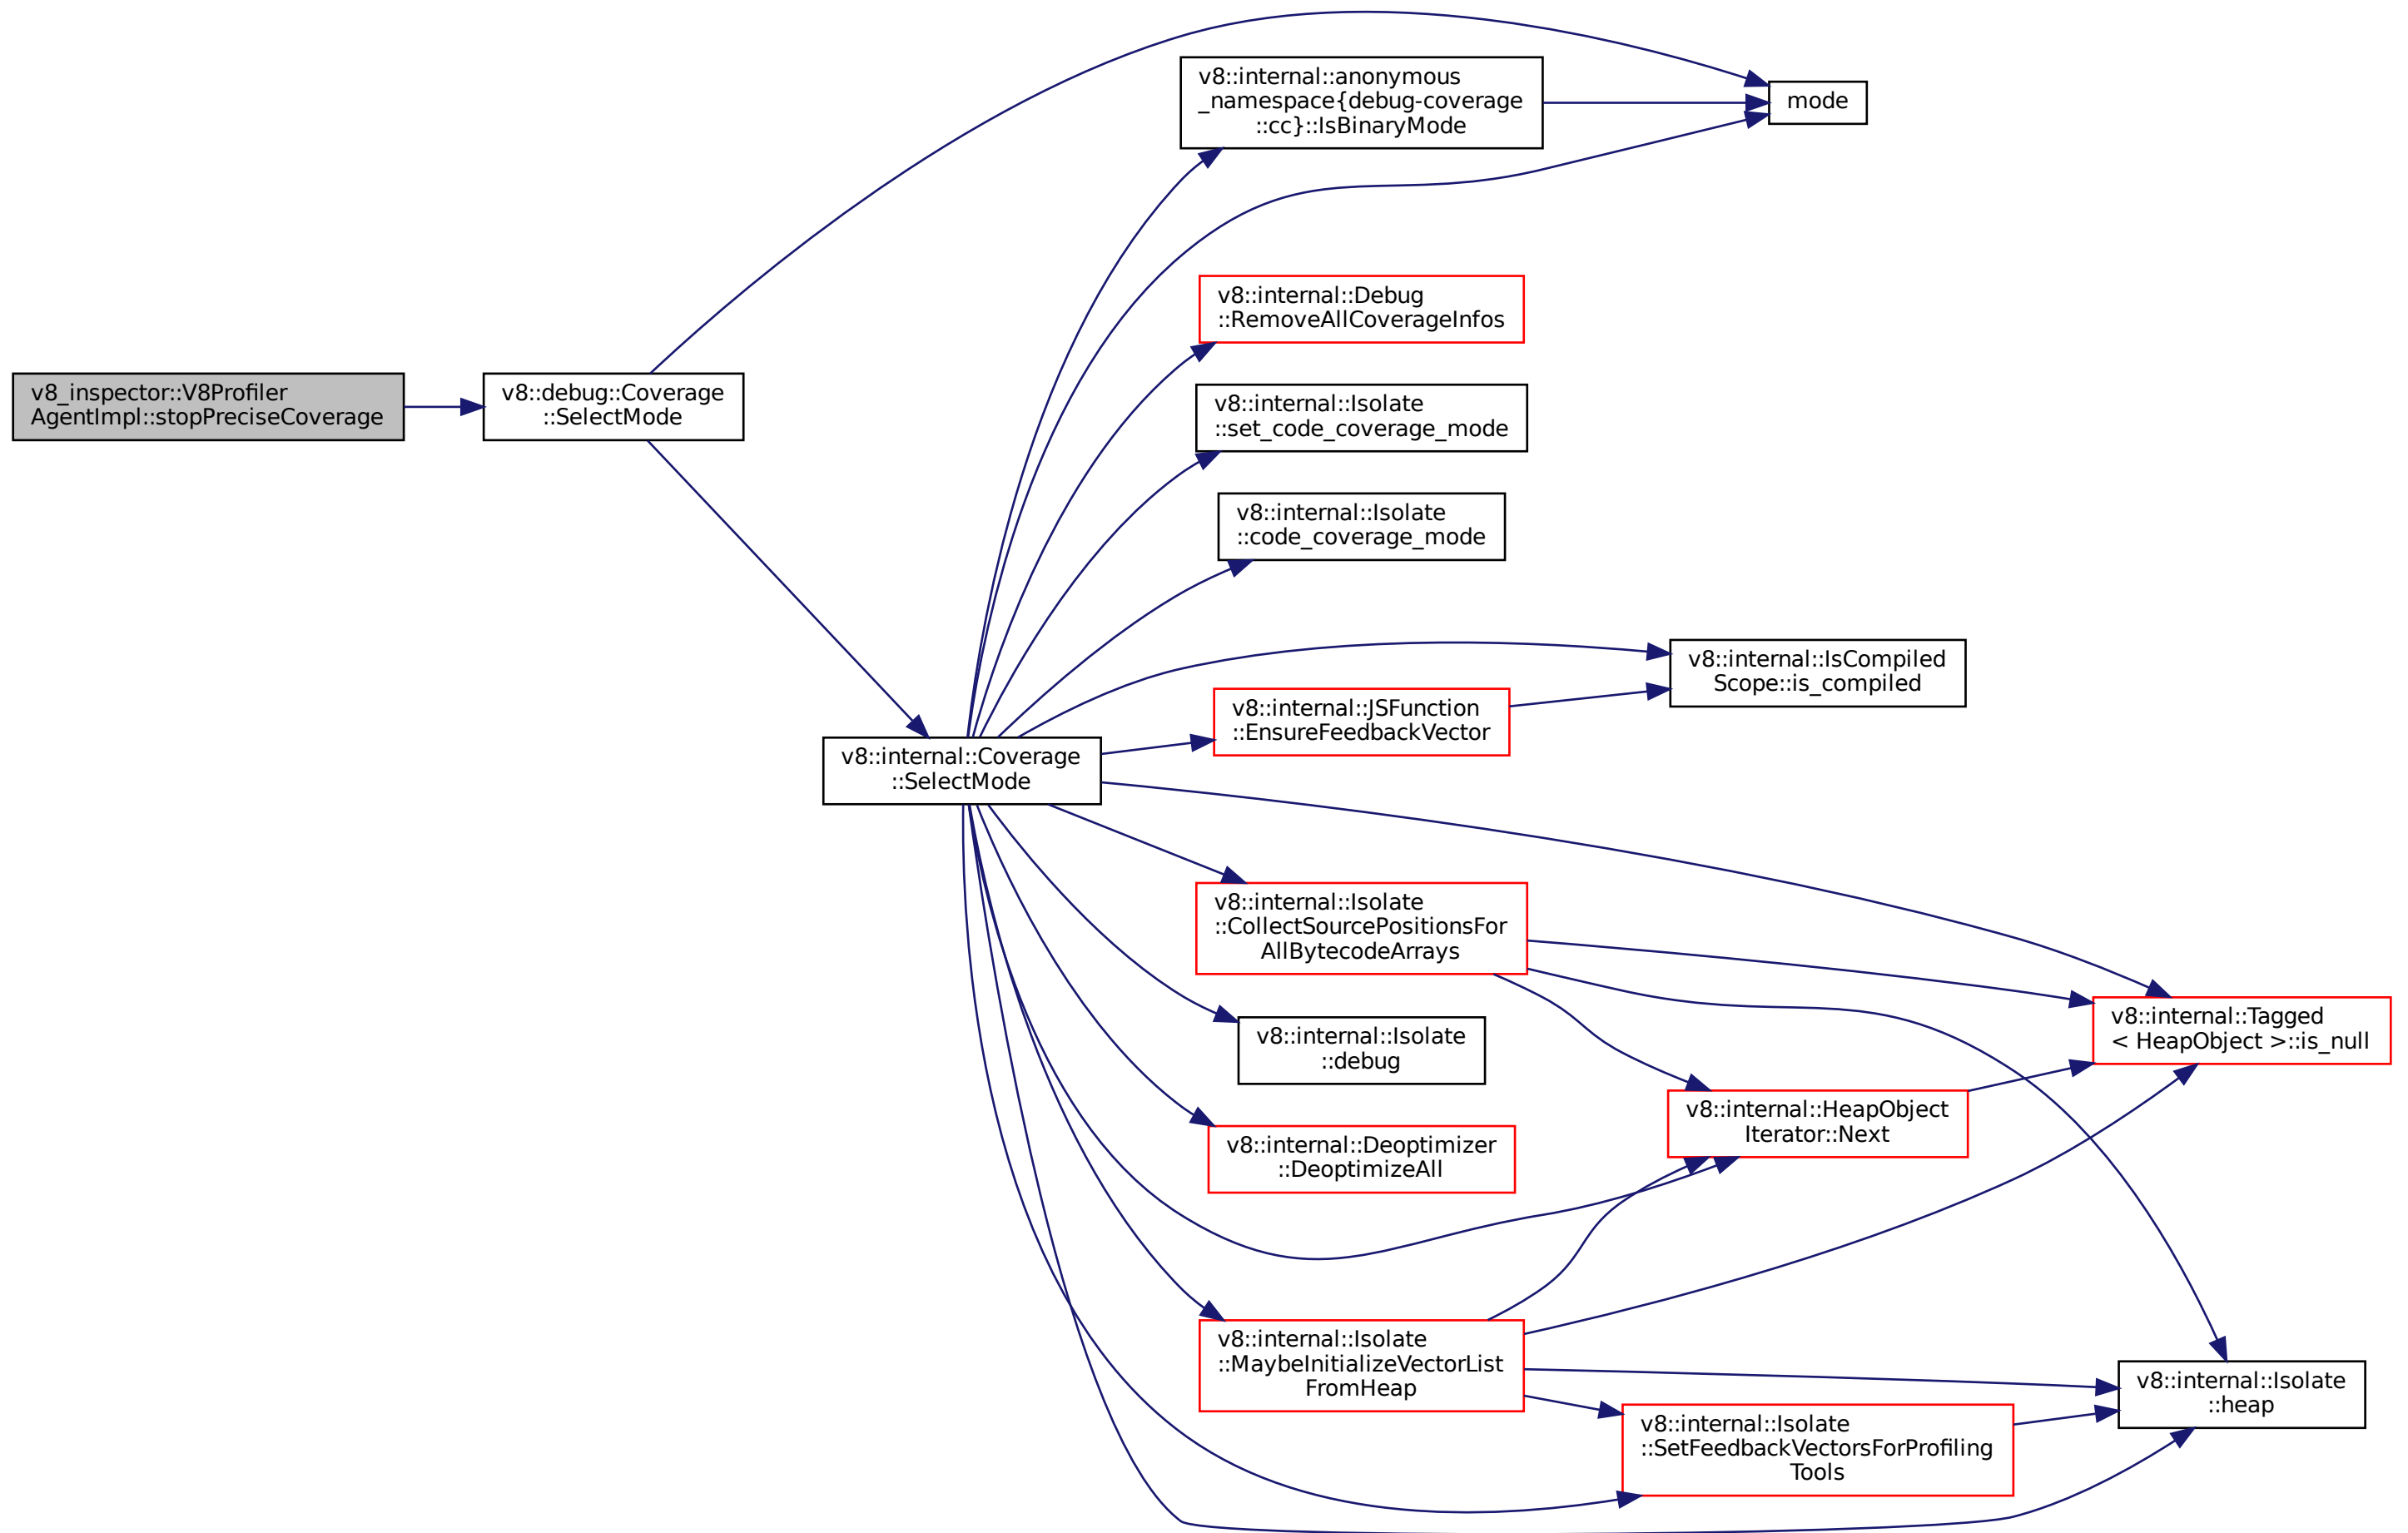 v8_inspector::V8Profiler
AgentImpl::stopPreciseCoverage
v8::debug::Coverage
::SelectMode
v8::internal::Coverage
::SelectMode
v8::internal::anonymous
_namespace{debug-coverage
::cc}::IsBinaryMode
mode
v8::internal::Debug
::RemoveAllCoverageInfos
v8::internal::Isolate
::set_code_coverage_mode
v8::internal::Isolate
::code_coverage_mode
v8::internal::IsCompiled
Scope::is_compiled
v8::internal::JSFunction
::EnsureFeedbackVector
v8::internal::Isolate
::CollectSourcePositionsFor
AllBytecodeArrays
v8::internal::Tagged
< HeapObject >::is_null
v8::internal::Isolate
::debug
v8::internal::HeapObject
Iterator::Next
v8::internal::Deoptimizer
::DeoptimizeAll
v8::internal::Isolate
::MaybeInitializeVectorList
FromHeap
v8::internal::Isolate
::heap
v8::internal::Isolate
::SetFeedbackVectorsForProfiling
Tools